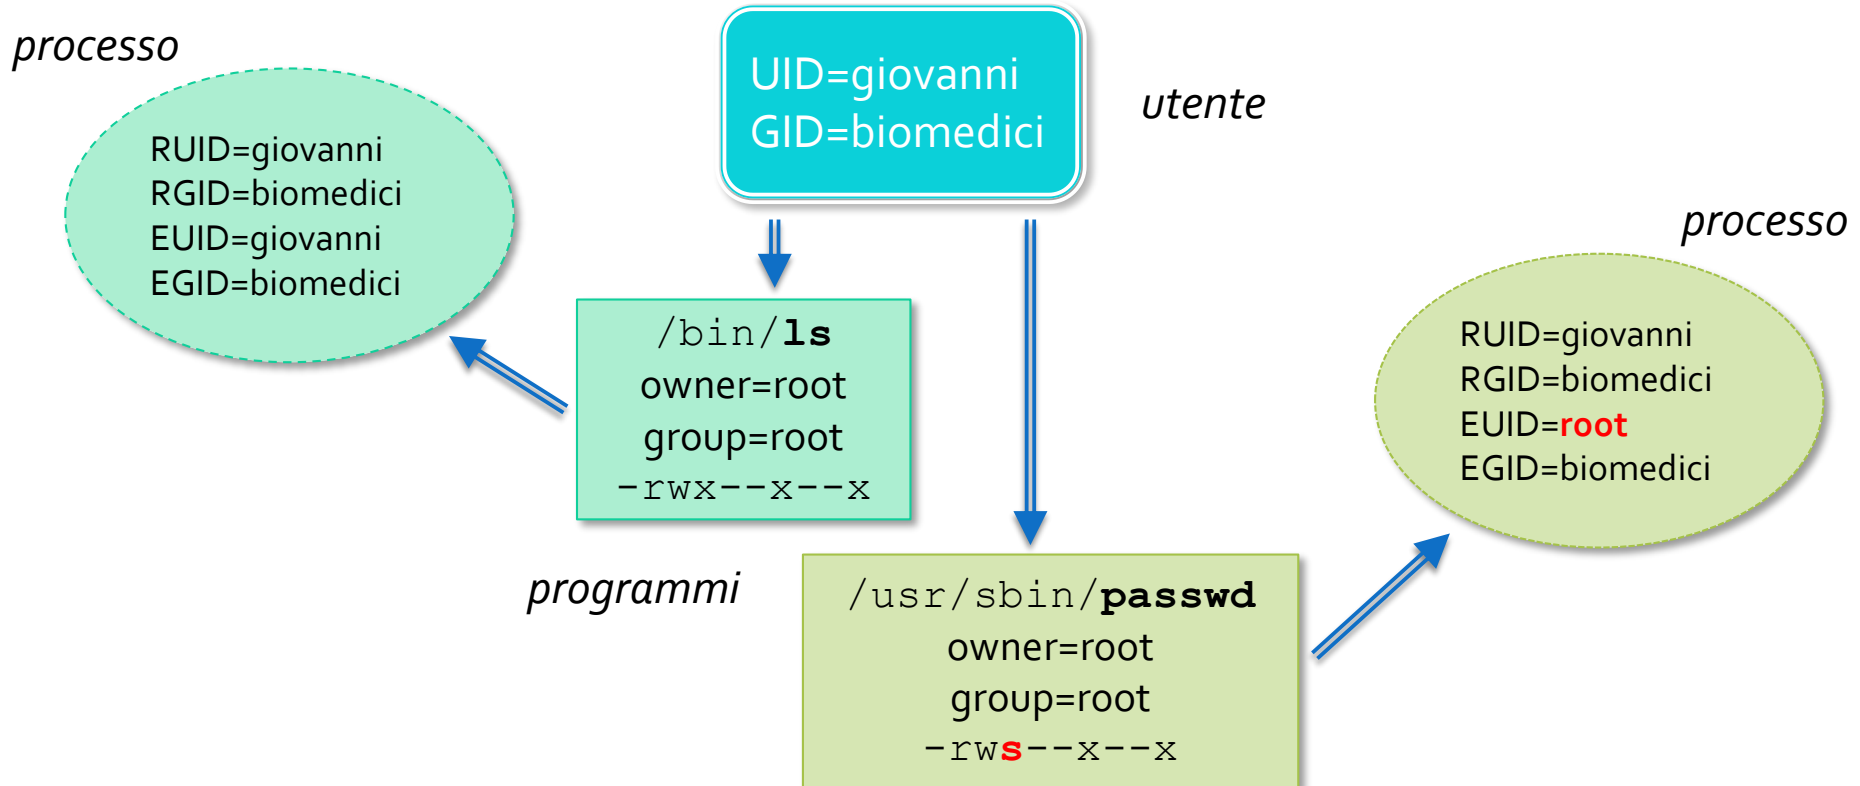 processo
RUID=giovanni
RGID=biomedici
EUID=giovanni
EGID=biomedici
UID=giovanni
GID=biomedici
utente
/bin/ls
owner=root
group=root
-rwx--x--x
programmi
/usr/sbin/passwd
owner=root
group=root
-rws--x--x
processo
RUID=giovanni
RGID=biomedici
EUID=root
EGID=biomedici